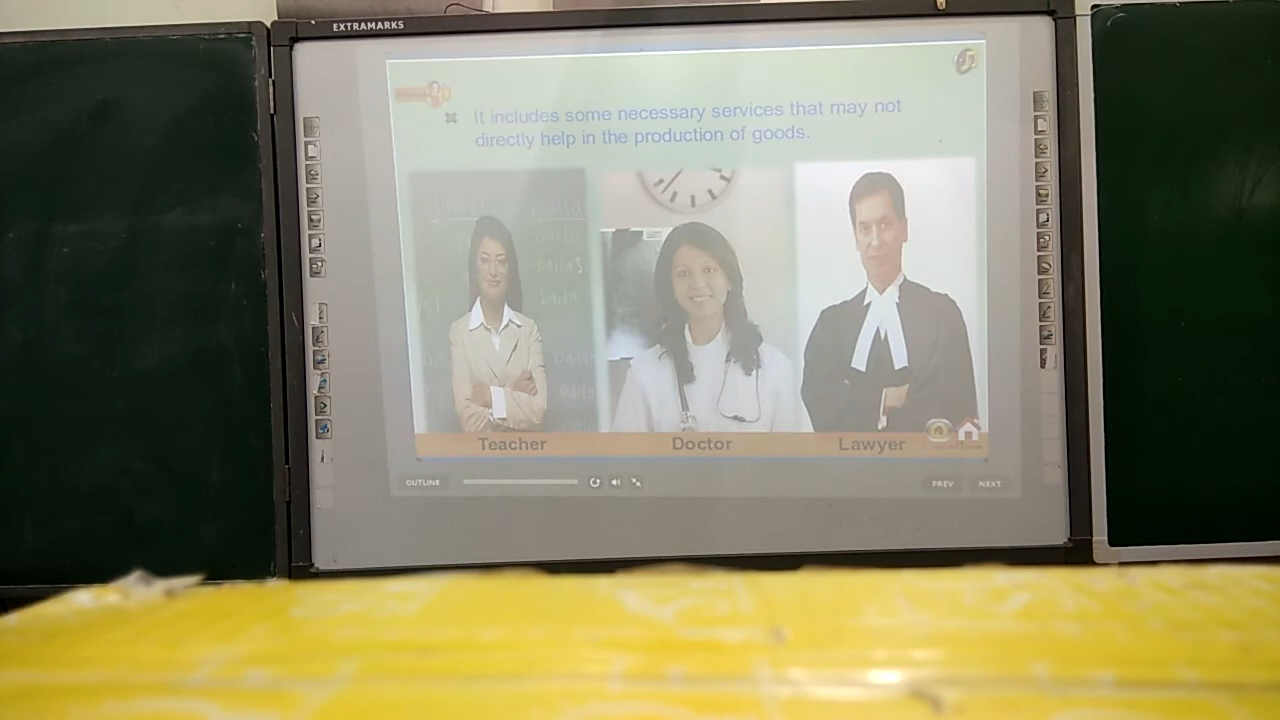 EXTRAMARKS
It includes some necessary services that may not
directly help in the production of goods.
Teacher
Doctor
Lawyer
OUTLINE
PREV
NEXT